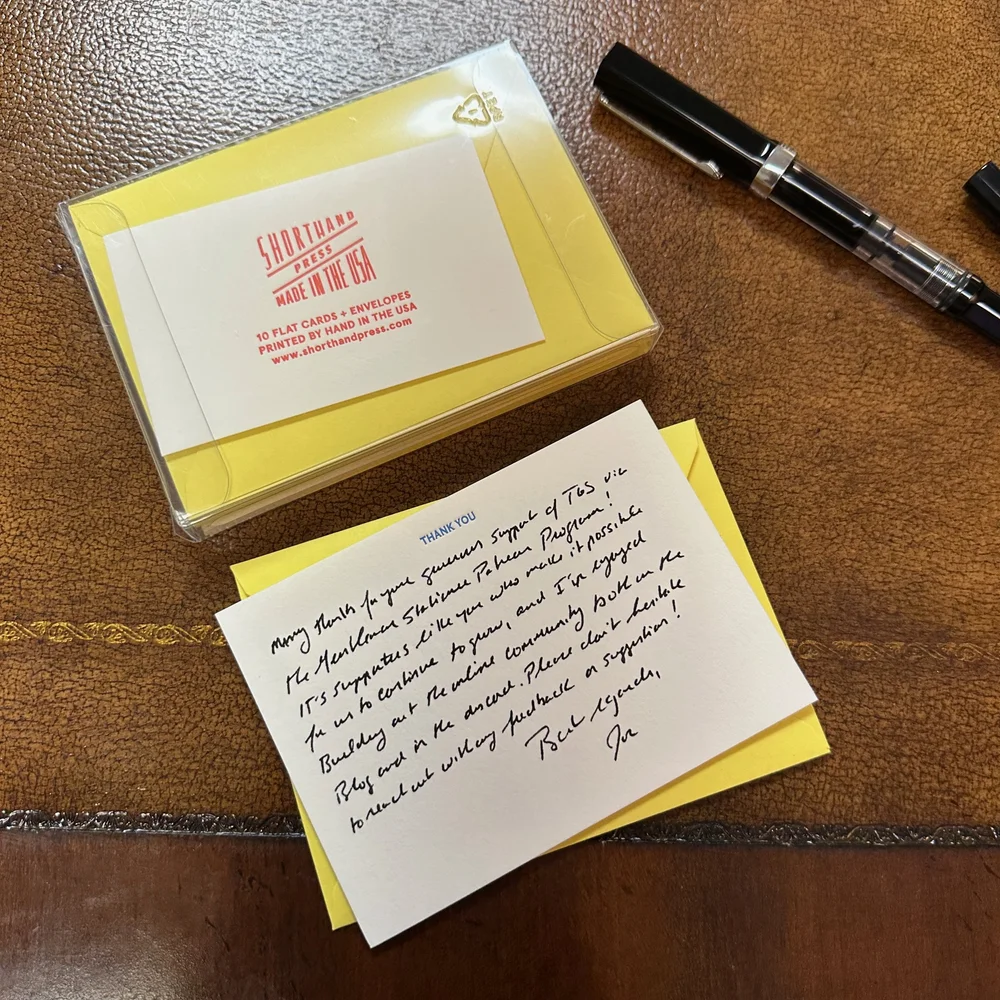 SHORTHAND
PRESS
MADE IN THE USA
10 FLAT CARDS + ENVELOPES
PRINTED BY HAND IN THE USA
www.shorthandpress.com
THANK YOU
Many thanks for your generous support of TGS via
the Membership Stationer Patreon Program!
IT's supporters like you who make it possible
for us to continue to grow, and I've enjoyed
Building out the online community both on the
Blog and in the discord. Please don't hesitate
to reach out with any feedback or suggestion!
Best regards,
Joe